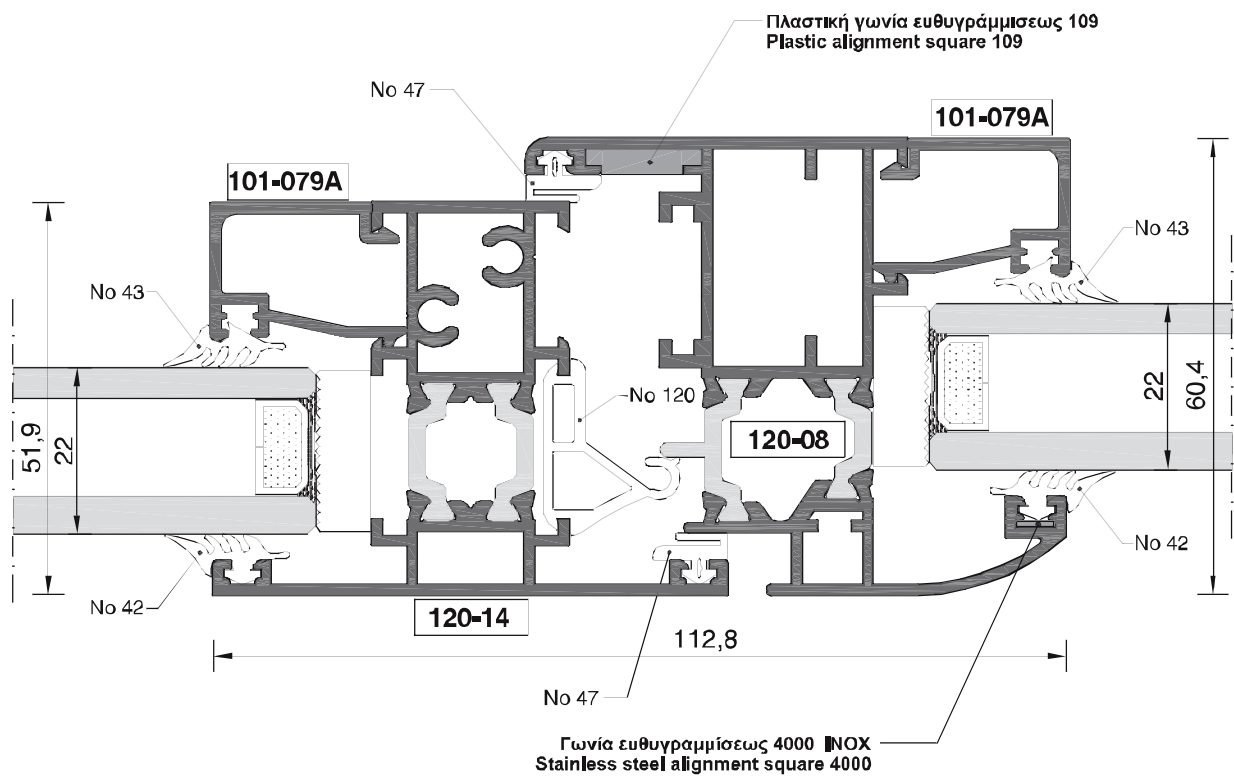 Πλαστική γωνία ευθυγράμμισεως 109
Plastic alignment square 109
No 47
101-079A
101-079A
No 43
No 43
No 120
120-08
51,9
22
22
60,4
No 42
No 42
120-14
112,8
No 47
Γωνία ευθυγραμμίσεως 4000 INOX
Stainless steel alignment square 4000